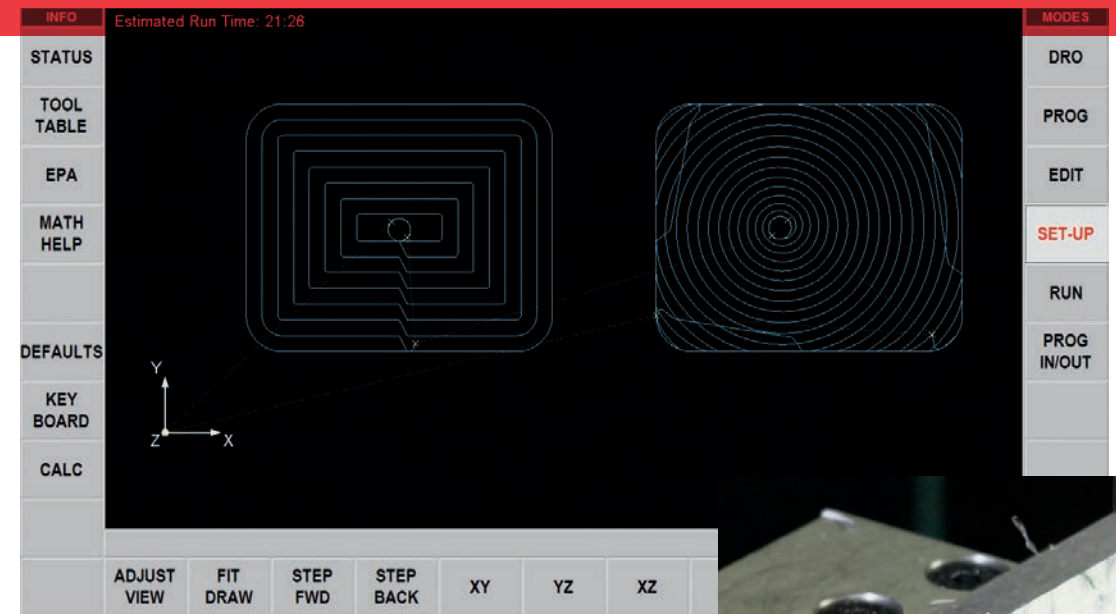 INFO
Estimated Run Time: 21:26
MODES
STATUS
TOOL
TABLE
EPA
MATH
HELP
DEFAULTS
KEY
BOARD
CALC
Y
Z
X
DRO
PROG
EDIT
SET-UP
RUN
PROG
IN/OUT
ADJUST
VIEW
FIT
DRAW
STEP
FWD
STEP
BACK
XY
YZ
XZ